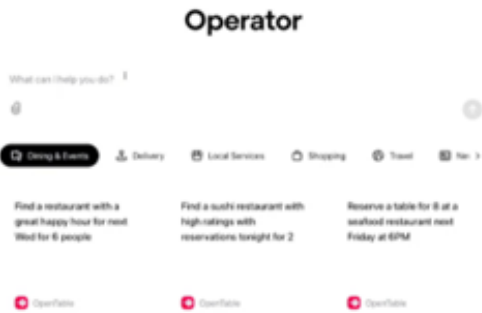 Operator
What can I help you do?
Dining & Events Delivery Local Services Shopping Travel
Find a restaurant with a
great happy hour for next
Wed for 6 people
Find a sushi restaurant with
high ratings with
reservations tonight for 2
Reserve a table for 8 at a
seafood restaurant next
Friday at 6PM
OpenTable OpenTable OpenTable